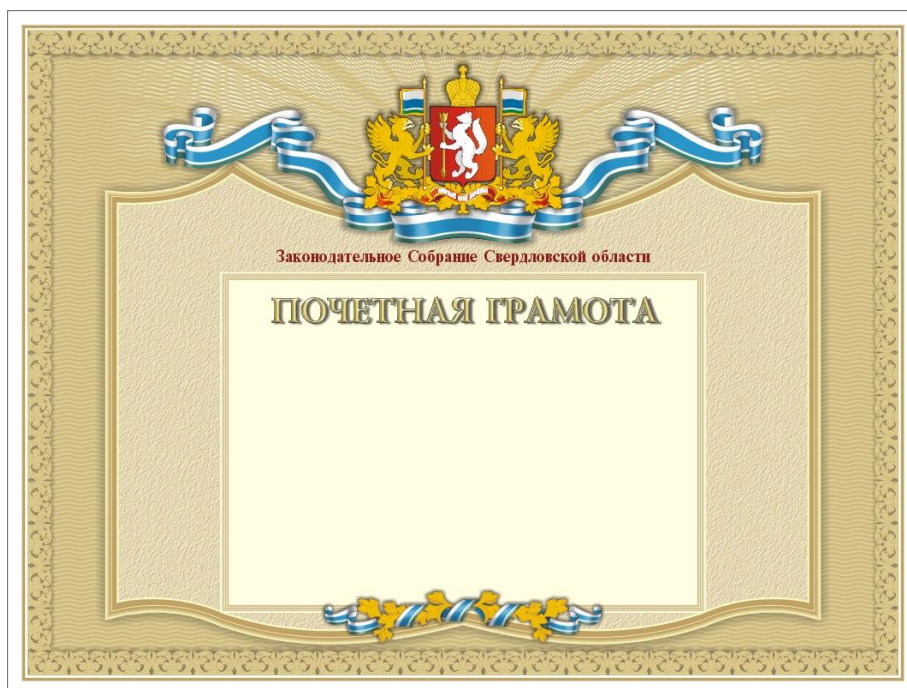 Законодательное Собрание Свердловской области
ПОЧЕТНАЯ ГРАМОТА